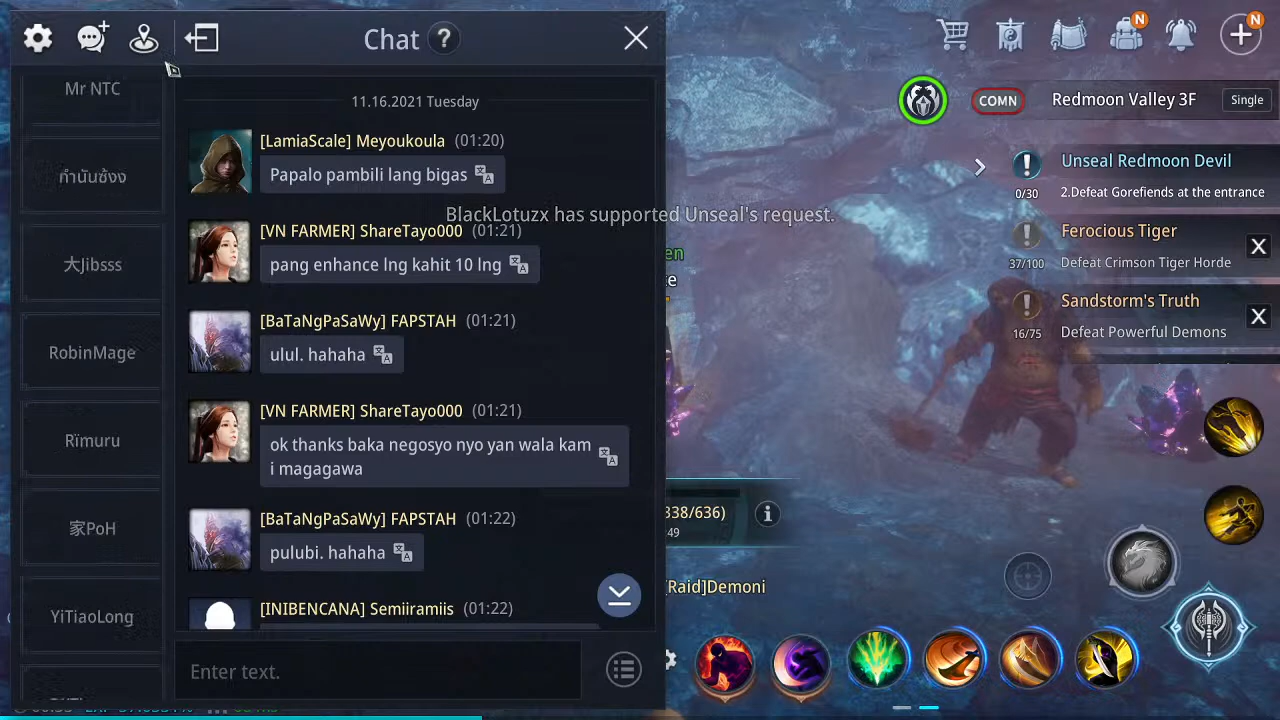 Chat ?
Mr NTC
กำนันซ้งง
大Jibsss
RobinMage
Rïmuru
家PoH
YiTiaoLong
11.16.2021 Tuesday
[LamiaScale] Meyoukoula (01:20)
Papalo pambili lang bigas
[VN FARMER] ShareTayo000 (01:21)
pang enhance lng kahit 10 lng
[BaTaNgPaSaWy] FAPSTAH (01:21)
ulul. hahaha
[VN FARMER] ShareTayo000 (01:21)
ok thanks baka negosyo nyo yan wala kam
i magagawa
[BaTaNgPaSaWy] FAPSTAH (01:22)
pulubi. hahaha
[INIBENCANA] Semiiramiis (01:22)
Enter text.
BlackLotuzx has supported Unseal's request.
N
N
COMN Redmoon Valley 3F Single
Unseal Redmoon Devil
0/30 2.Defeat Gorefiends at the entrance
Ferocious Tiger X
37/100 Defeat Crimson Tiger Horde
Sandstorm's Truth X
16/75 Defeat Powerful Demons
en
338/636)
49
[Raid]Demoni